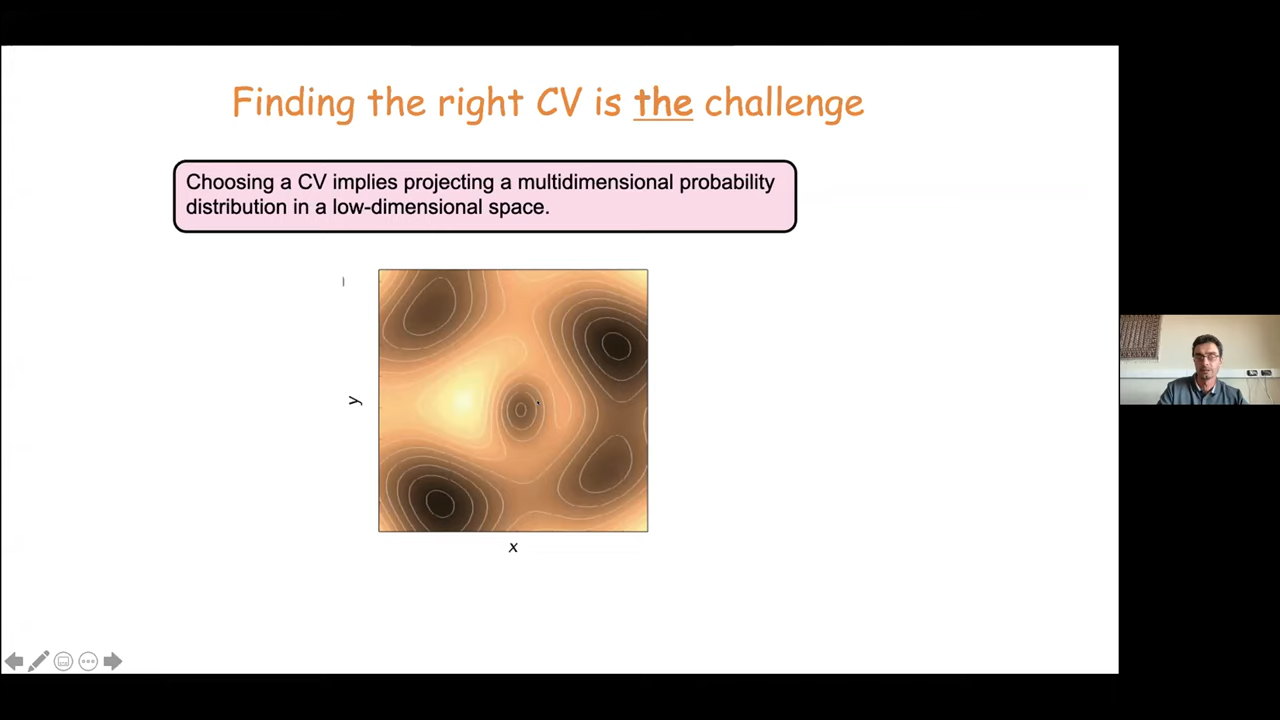 Finding the right CV is the challenge
Choosing a CV implies projecting a multidimensional probability
distribution in a low-dimensional space.
y
x